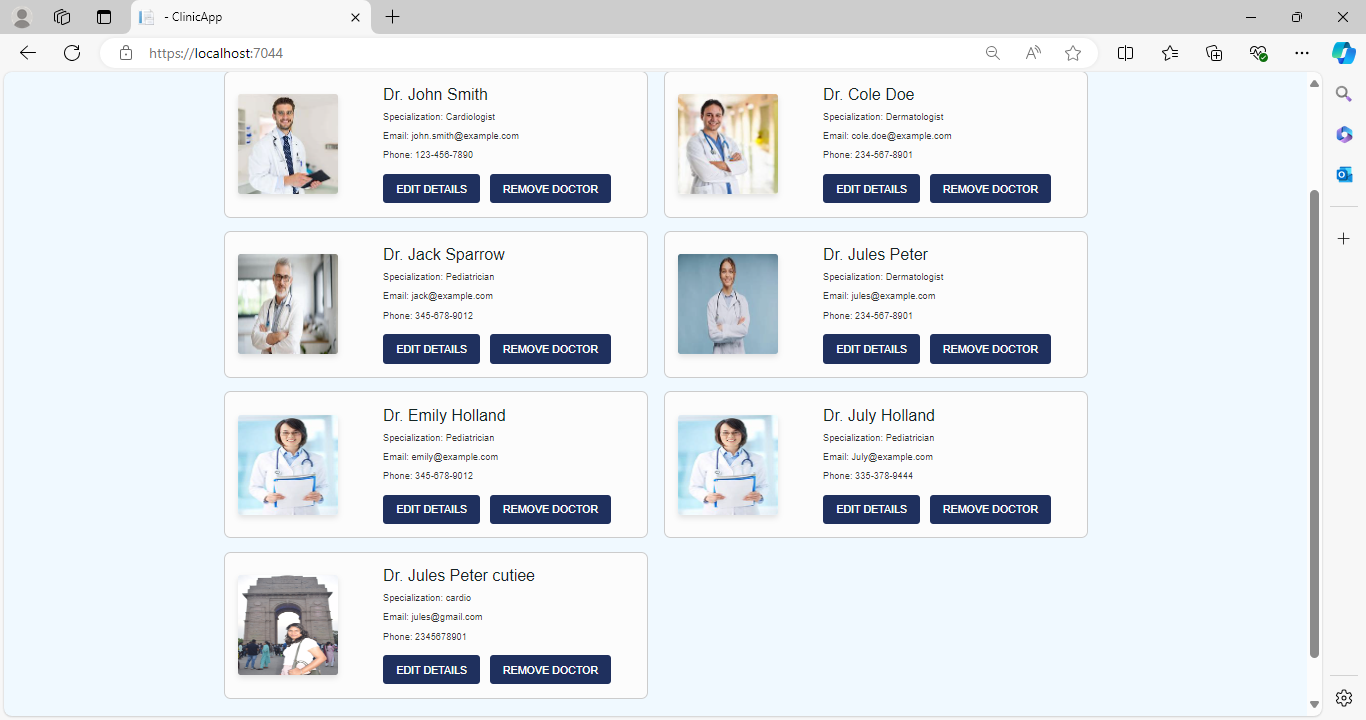 - ClinicApp
https://localhost:7044
Dr. John Smith
Specialization: Cardiologist
Email: john.smith@example.com
Phone: 123-456-7890
EDIT DETAILS
REMOVE DOCTOR
Dr. Cole Doe
Specialization: Dermatologist
Email: cole.doe@example.com
Phone: 234-567-8901
EDIT DETAILS
REMOVE DOCTOR
Dr. Jack Sparrow
Specialization: Pediatrician
Email: jack@example.com
Phone: 345-678-9012
EDIT DETAILS
REMOVE DOCTOR
Dr. Jules Peter
Specialization: Dermatologist
Email: jules@example.com
Phone: 234-567-8901
EDIT DETAILS
REMOVE DOCTOR
Dr. Emily Holland
Specialization: Pediatrician
Email: emily@example.com
Phone: 345-678-9012
EDIT DETAILS
REMOVE DOCTOR
Dr. July Holland
Specialization: Pediatrician
Email: July@example.com
Phone: 335-378-9444
EDIT DETAILS
REMOVE DOCTOR
Dr. Jules Peter cutiee
Specialization: cardio
Email: jules@gmail.com
Phone: 2345678901
EDIT DETAILS
REMOVE DOCTOR